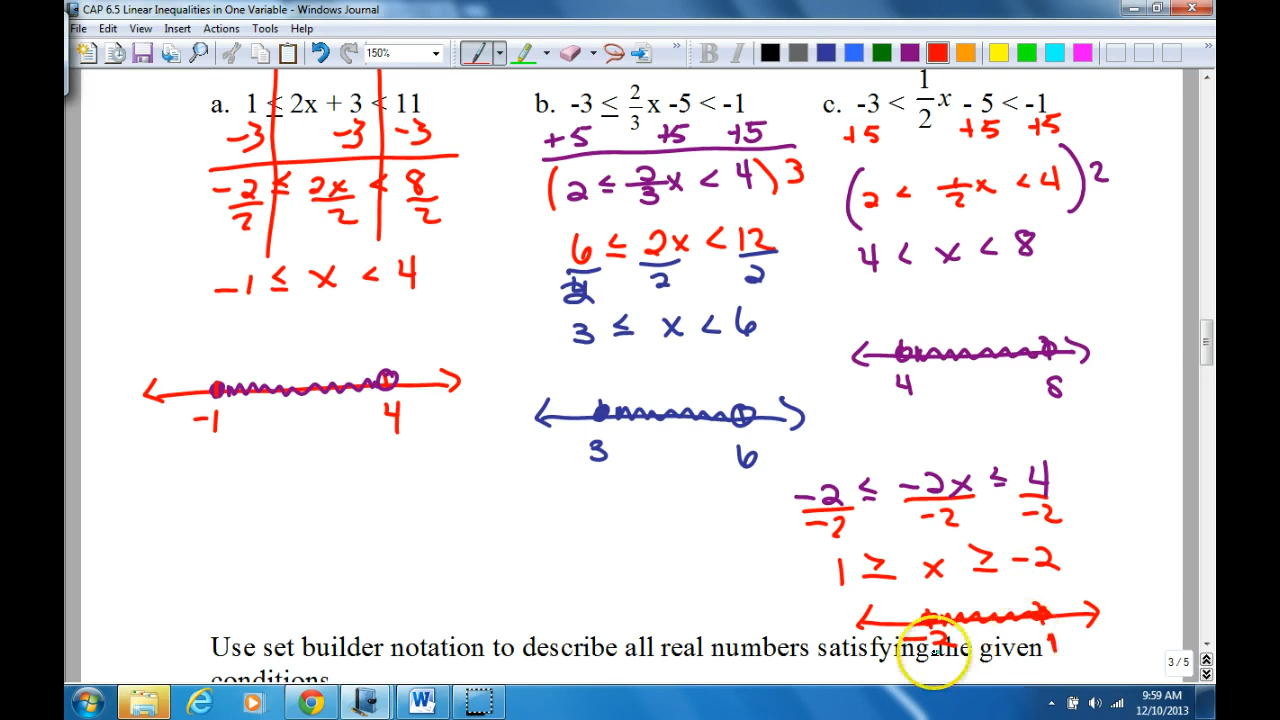 CAP 6.5 Linear Inequalities in One Variable - Windows Journal
File Edit View Insert Actions Tools Help
150%
B I
a. 1 ≤ 2x + 3 < 11
-3 -3 -3
-2/2 ≤ 2x/2 < 8/2
-1 ≤ x < 4
-1 4
b. -3 ≤ 2/3 x -5 < -1
+5 +5 +5
(2 ≤ 2/3 x < 4) 3
6 ≤ 2x < 12
2 2 2
3 ≤ x < 6
3 6
c. -3 < 1/2 x - 5 < -1
+5 +5 +5
(2 < 1/2 x < 4) 2
4 < x < 8
4 8
-2 ≤ -2x ≤ 4
-2 -2 -2
1 ≥ x ≥ -2
-2 1
Use set builder notation to describe all real numbers satisfying the given
conditions
3 / 5
9:59 AM
12/10/2013